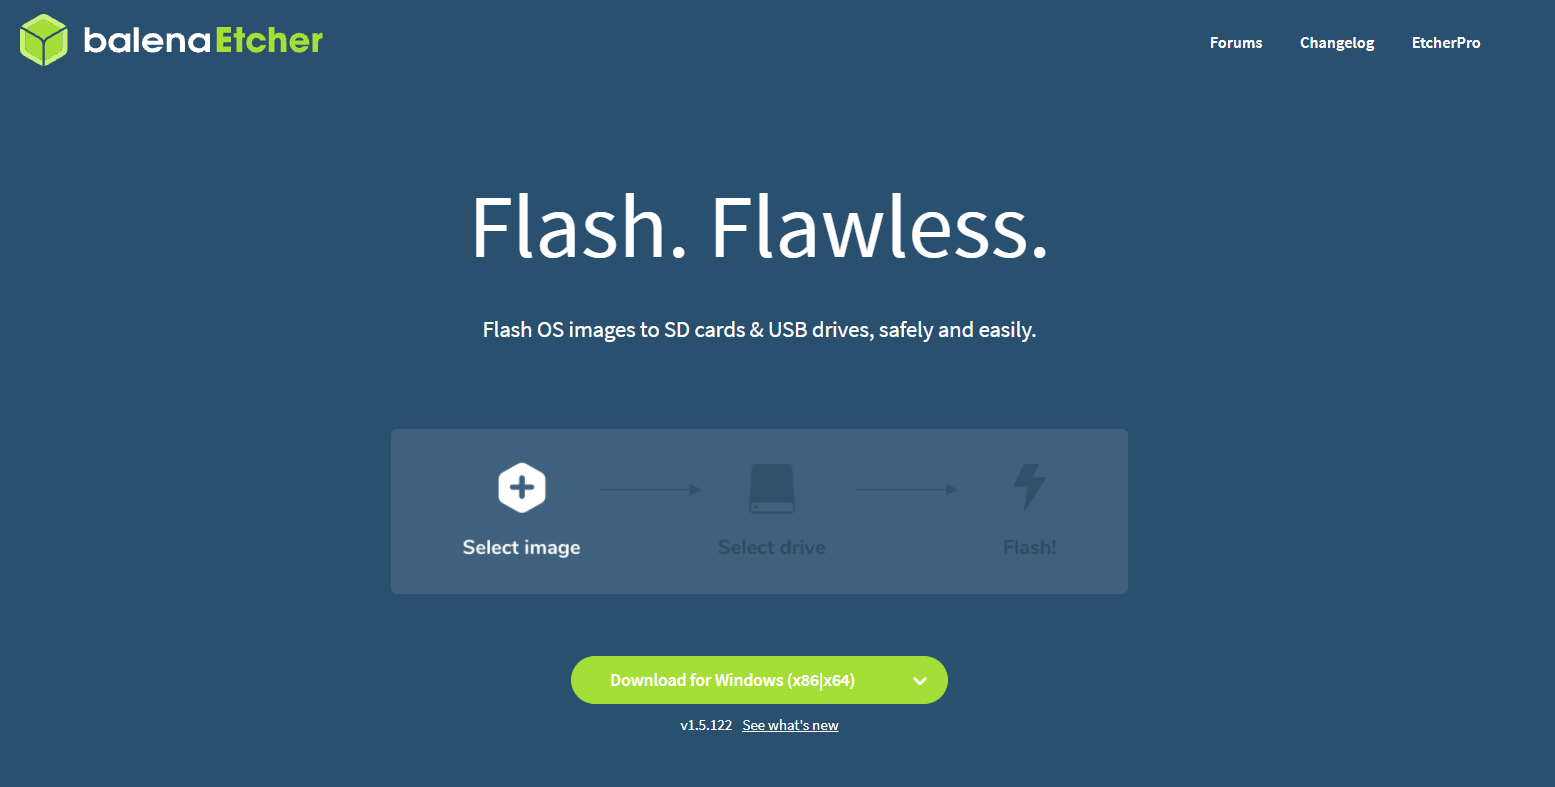 balenaEtcher
Forums Changelog EtcherPro
Flash. Flawless.
Flash OS images to SD cards & USB drives, safely and easily.
Select image Select drive Flash!
Download for Windows (x86|x64)
v1.5.122 See what's new